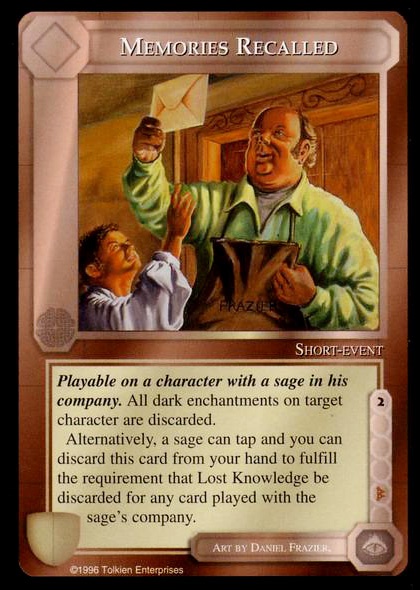 MEMORIES RECALLED
FRAZIER
SHORT-EVENT
Playable on a character with a sage in his
company. All dark enchantments on target
character are discarded.
Alternatively, a sage can tap and you can
discard this card from your hand to fulfill
the requirement that Lost Knowledge be
discarded for any card played with the
sage's company.
2
ART BY DANIEL FRAZIER.
©1996 Tolkien Enterprises